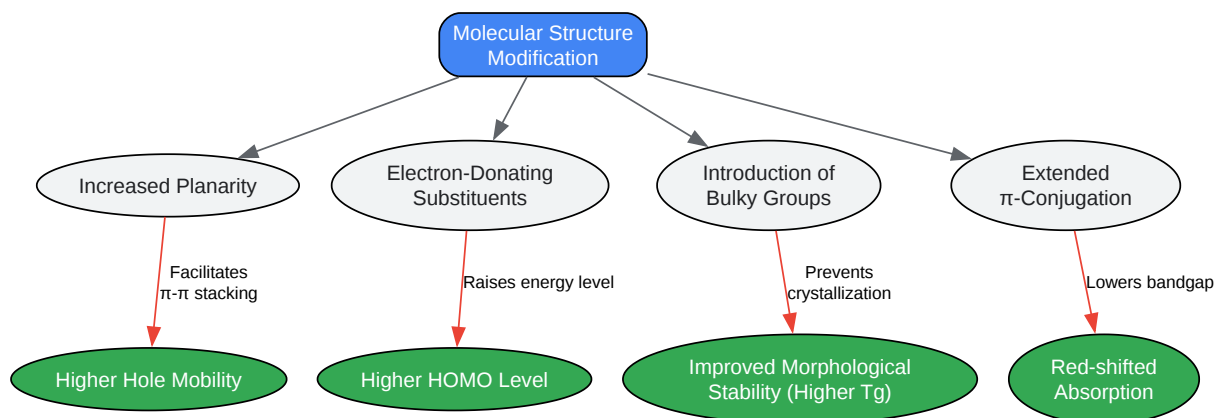 Molecular Structure
Modification
Increased Planarity
Electron-Donating
Substituents
Introduction of
Bulky Groups
Extended
π-Conjugation
Facilitates
π-π stacking
Raises energy level
Prevents
crystallization
Lowers bandgap
Higher Hole Mobility
Higher HOMO Level
Improved Morphological
Stability (Higher Tg)
Red-shifted
Absorption